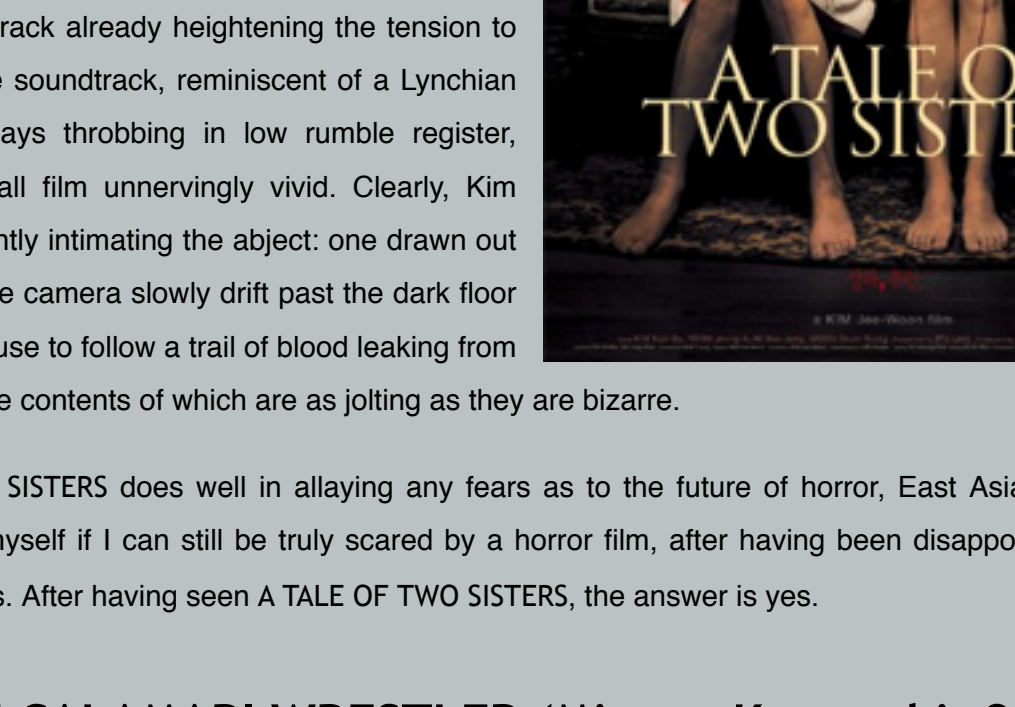 rack already heightening the tension to
soundtrack, reminiscent of a Lynchian
ays throbbing in low rumble register,
all film unnervingly vivid. Clearly, Kim
ntly intimating the abject: one drawn out
e camera slowly drift past the dark floor
use to follow a trail of blood leaking from
e contents of which are as jolting as they are bizarre.
A TALE O
TWO SISTE
a KIM Jee-Woon film
SISTERS does well in allaying any fears as to the future of horror, East Asia
myself if I can still be truly scared by a horror film, after having been disappo
s. After having seen A TALE OF TWO SISTERS, the answer is yes.